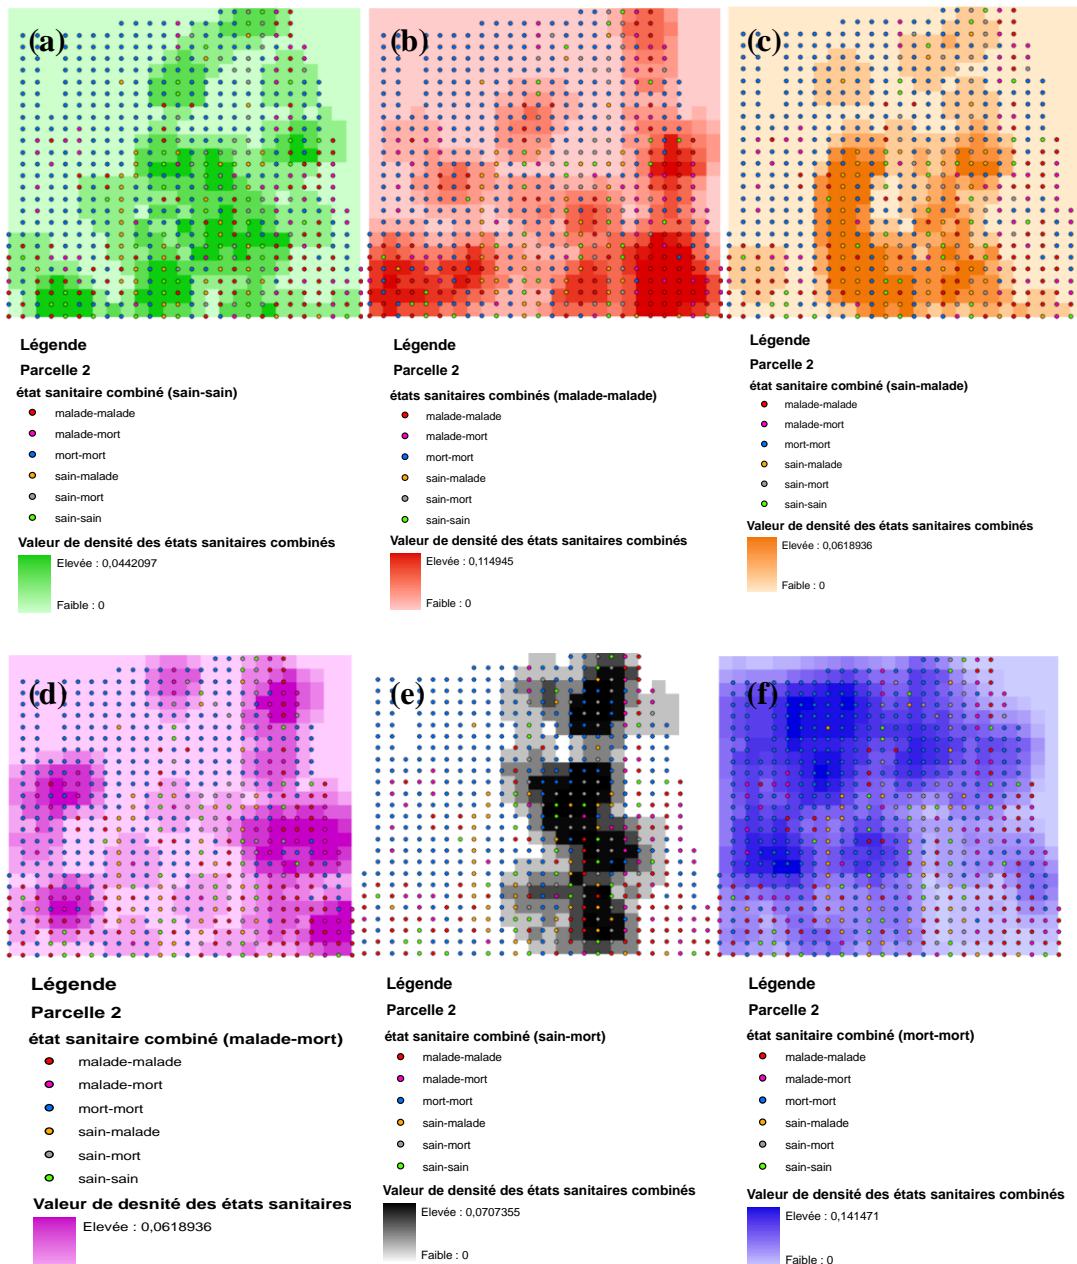 (a)
Légende
Parcelle 2
état sanitaire combiné (sain-sain)
malade-malade
malade-mort
mort-mort
sain-malade
sain-mort
sain-sain
Valeur de densité des états sanitaires combinés
Elevée : 0,0442097
Faible : 0
(b)
Légende
Parcelle 2
états sanitaires combinés (malade-malade)
malade-malade
malade-mort
mort-mort
sain-malade
sain-mort
sain-sain
Valeur de densité des états sanitaires combinés
Elevée : 0,114945
Faible : 0
(c)
Légende
Parcelle 2
état sanitaire combiné (sain-malade)
malade-malade
malade-mort
mort-mort
sain-malade
sain-mort
sain-sain
Valeur de densité des états sanitaires combinés
Elevée : 0,0618936
Faible : 0
(d)
Légende
Parcelle 2
état sanitaire combiné (malade-mort)
malade-malade
malade-mort
mort-mort
sain-malade
sain-mort
sain-sain
Valeur de desnité des états sanitaires
Elevée : 0,0618936
(e)
Légende
Parcelle 2
état sanitaire combiné (sain-mort)
malade-malade
malade-mort
mort-mort
sain-malade
sain-mort
sain-sain
Valeur de densité des états sanitaires combinés
Elevée : 0,0707355
Faible : 0
(f)
Légende
Parcelle 2
état sanitaire combiné (mort-mort)
malade-malade
malade-mort
mort-mort
sain-malade
sain-mort
sain-sain
Valeur de densité des états sanitaires combinés
Elevée : 0,141471
Faible : 0